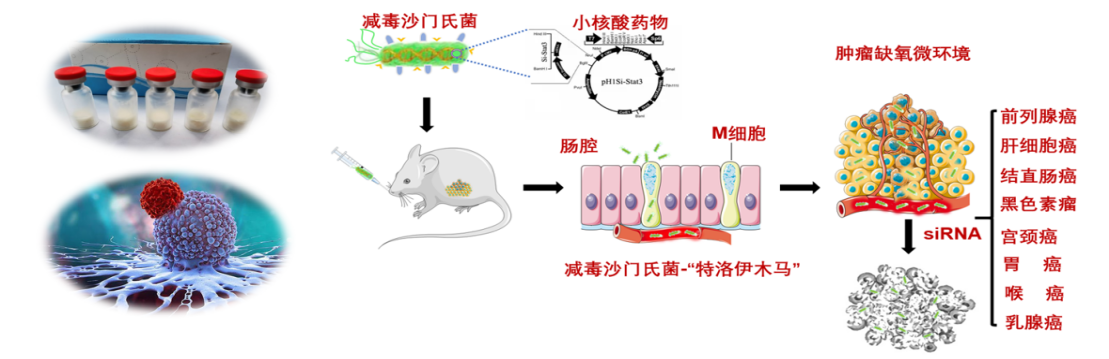 减毒沙门氏菌
小核酸药物
Si-Stat3
pH1Si-Stat3
肿瘤缺氧微环境
肠腔
M细胞
减毒沙门氏菌-“特洛伊木马”
siRNA
前列腺癌
肝细胞癌
结直肠癌
黑色素瘤
宫颈癌
胃 癌
喉 癌
乳腺癌